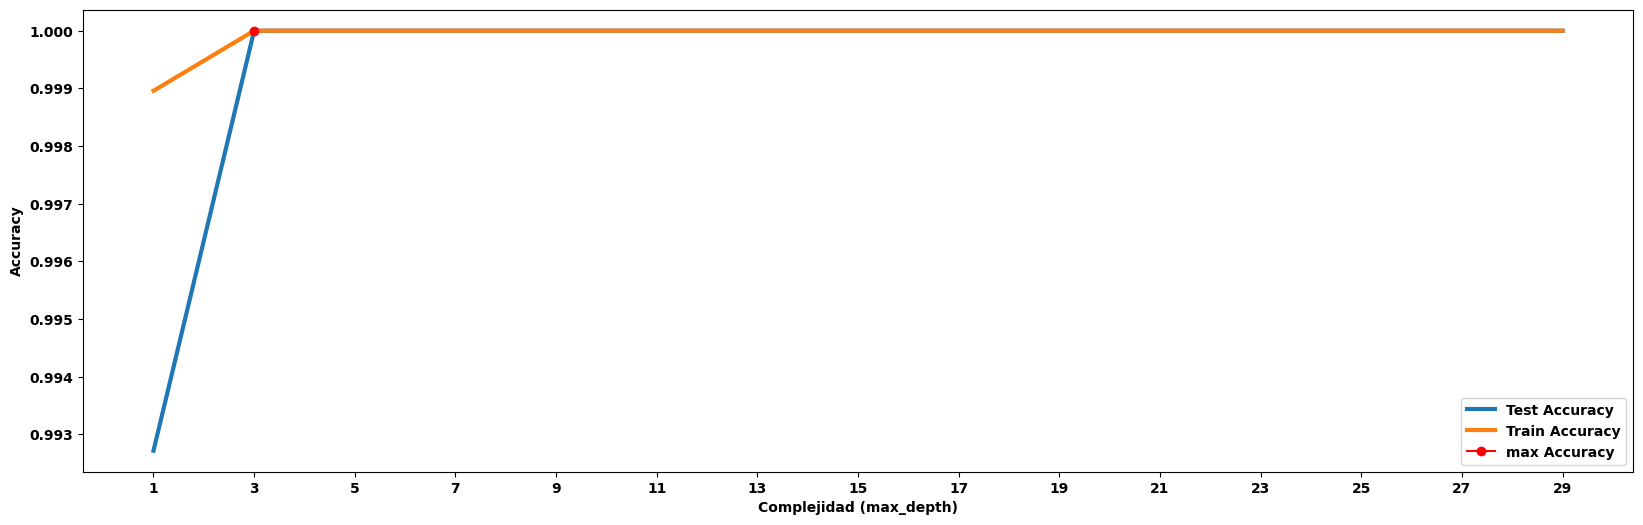 1.000
0.999
0.998
0.997
0.996
0.995
0.994
0.993
Accuracy
1 3 5 7 9 11 13 15 17 19 21 23 25 27 29
Complejidad (max_depth)
Test Accuracy
Train Accuracy
max Accuracy